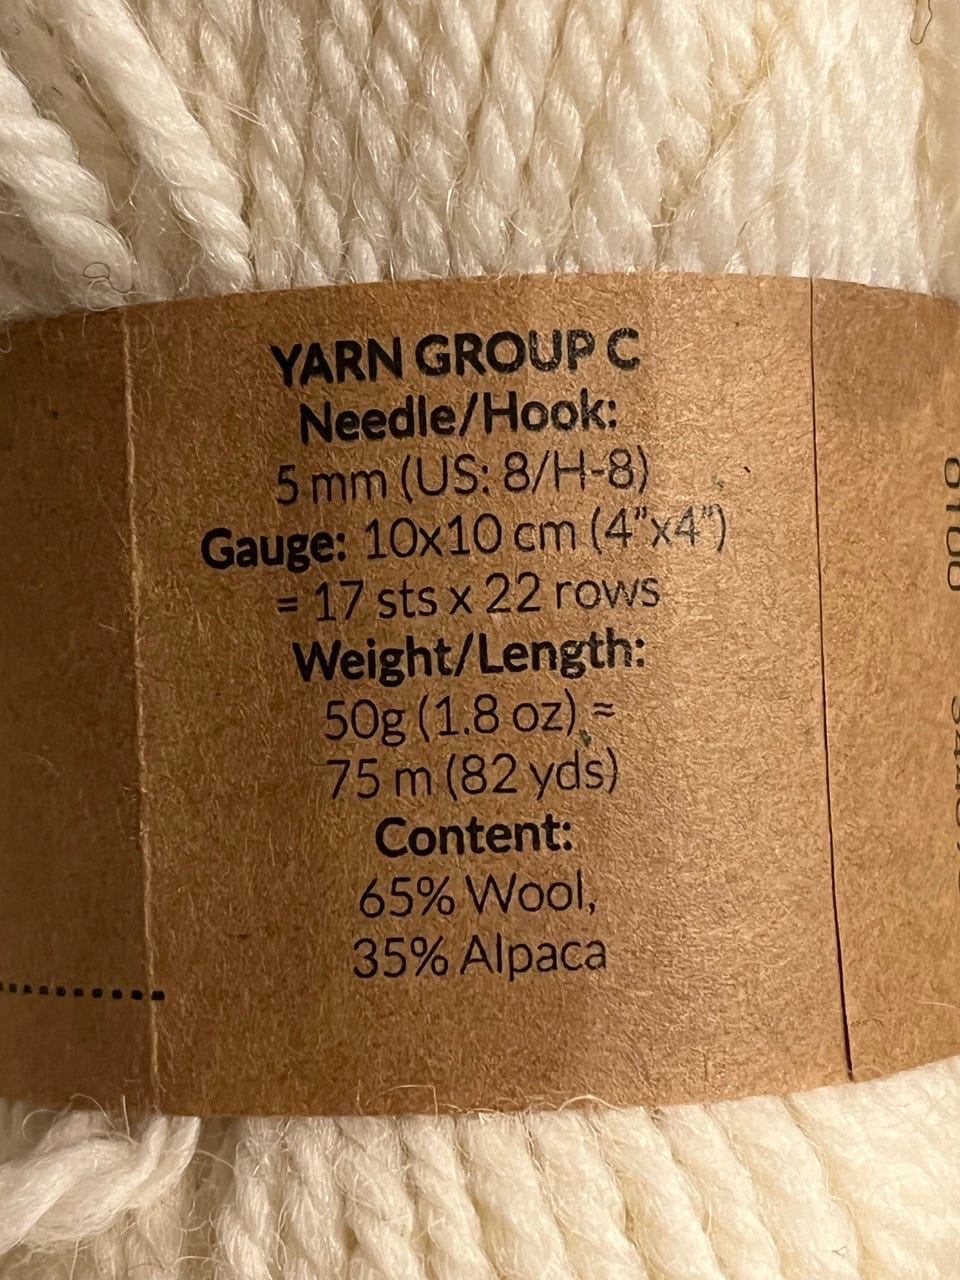 YARN GROUP C
Needle/Hook:
5 mm (US: 8/H-8)
Gauge: 10x10 cm (4"x4")
= 17 sts x 22 rows
Weight/Length:
50g (1.8 oz) ≈
75 m (82 yds)
Content:
65% Wool,
35% Alpaca